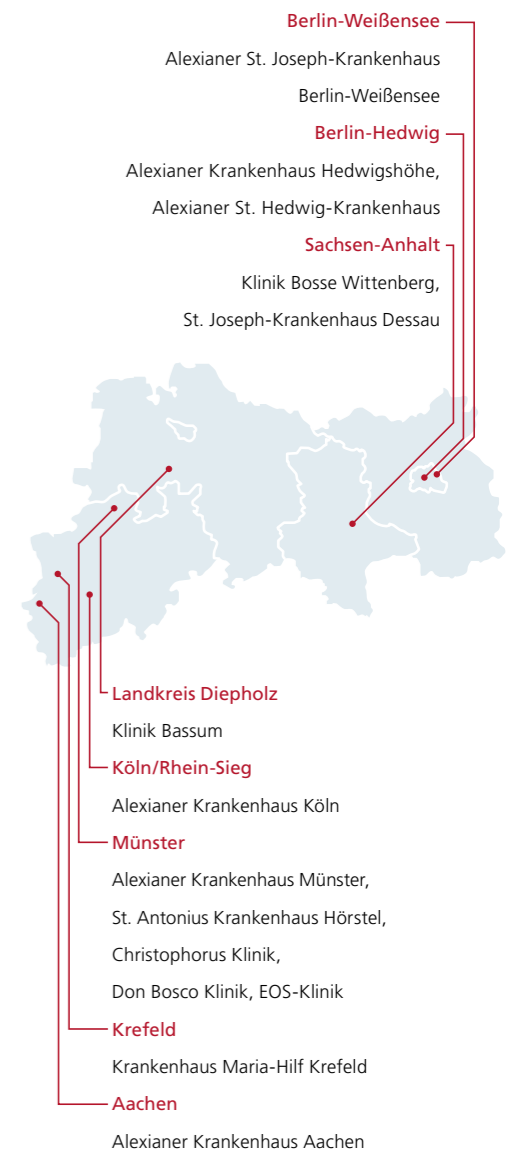 Berlin-Weißensee
Alexianer St. Joseph-Krankenhaus
Berlin-Weißensee
Berlin-Hedwig
Alexianer Krankenhaus Hedwigshöhe,
Alexianer St. Hedwig-Krankenhaus
Sachsen-Anhalt
Klinik Bosse Wittenberg,
St. Joseph-Krankenhaus Dessau
Landkreis Diepholz
Klinik Bassum
Köln/Rhein-Sieg
Alexianer Krankenhaus Köln
Münster
Alexianer Krankenhaus Münster,
St. Antonius Krankenhaus Hörstel,
Christophorus Klinik,
Don Bosco Klinik, EOS-Klinik
Krefeld
Krankenhaus Maria-Hilf Krefeld
Aachen
Alexianer Krankenhaus Aachen